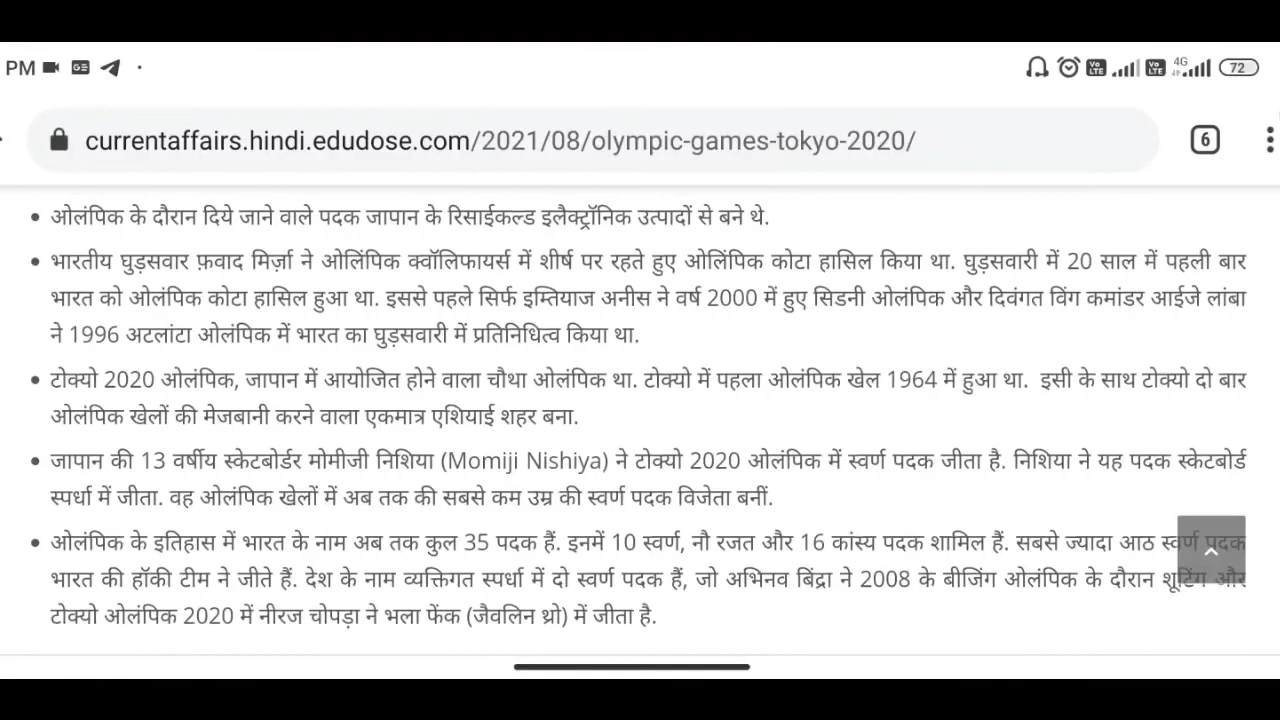 PM
4G 72
currentaffairs.hindi.edudose.com/2021/08/olympic-games-tokyo-2020/ 6
• ओलंपिक के दौरान दिये जाने वाले पदक जापान के रिसाईकल्ड इलैक्ट्रॉनिक उत्पादों से बने थे.
• भारतीय घुड़सवार फ़वाद मिर्ज़ा ने ओलिंपिक क्वॉलिफायर्स में शीर्ष पर रहते हुए ओलिंपिक कोटा हासिल किया था. घुड़सवारी में 20 साल में पहली बार
भारत को ओलंपिक कोटा हासिल हुआ था. इससे पहले सिर्फ इम्तियाज अनीस ने वर्ष 2000 में हुए सिडनी ओलंपिक और दिवंगत विंग कमांडर आईजे लांबा
ने 1996 अटलांटा ओलंपिक में भारत का घुड़सवारी में प्रतिनिधित्व किया था.
• टोक्यो 2020 ओलंपिक, जापान में आयोजित होने वाला चौथा ओलंपिक था. टोक्यो में पहला ओलंपिक खेल 1964 में हुआ था. इसी के साथ टोक्यो दो बार
ओलंपिक खेलों की मेजबानी करने वाला एकमात्र एशियाई शहर बना.
• जापान की 13 वर्षीय स्केटबोर्डर मोमीजी निशिया (Momiji Nishiya) ने टोक्यो 2020 ओलंपिक में स्वर्ण पदक जीता है. निशिया ने यह पदक स्केटबोर्ड
स्पर्धा में जीता. वह ओलंपिक खेलों में अब तक की सबसे कम उम्र की स्वर्ण पदक विजेता बनीं.
• ओलंपिक के इतिहास में भारत के नाम अब तक कुल 35 पदक हैं. इनमें 10 स्वर्ण, नौ रजत और 16 कांस्य पदक शामिल हैं. सबसे ज्यादा आठ स्वर्ण पदक
भारत की हॉकी टीम ने जीते हैं. देश के नाम व्यक्तिगत स्पर्धा में दो स्वर्ण पदक हैं, जो अभिनव बिंद्रा ने 2008 के बीजिंग ओलंपिक के दौरान शूटिंग और
टोक्यो ओलंपिक 2020 में नीरज चोपड़ा ने भला फेंक (जैवलिन थ्रो) में जीता है.